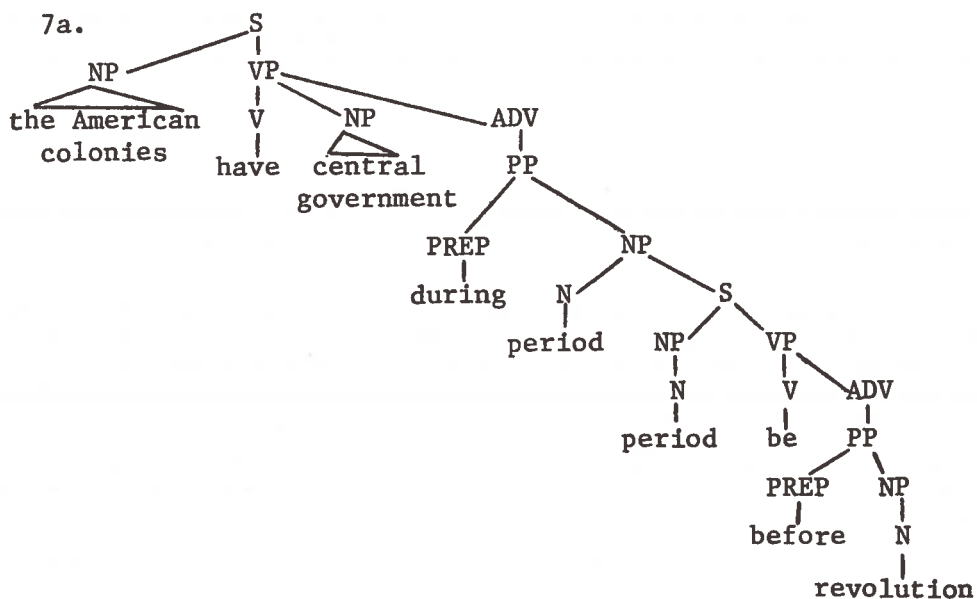 7a. S
NP VP
the American V NP ADV
colonies have central PP
government
PREP NP
during N S
period NP VP
N V ADV
period be PP
PREP NP
before N
revolution